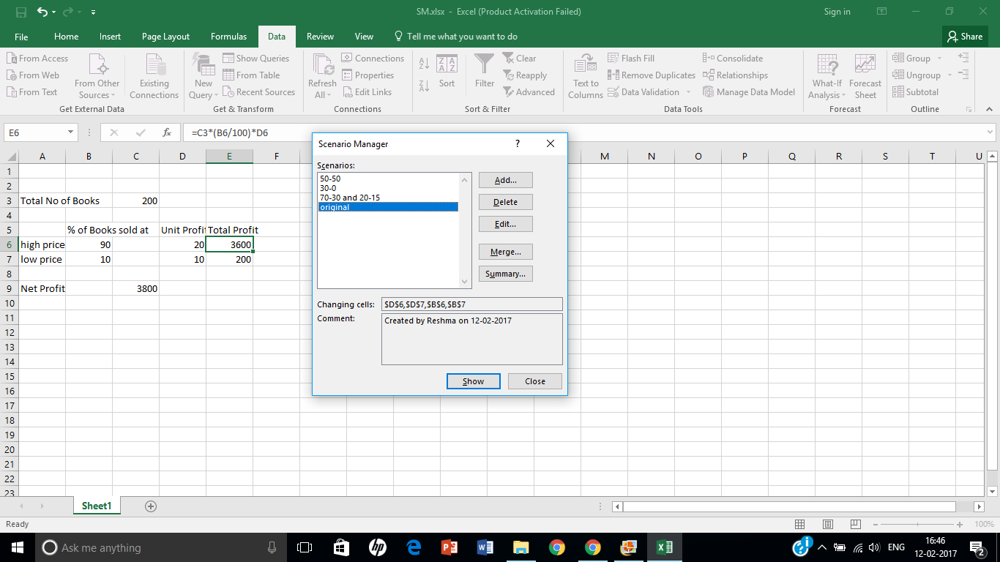 SM.xlsx - Excel (Product Activation Failed)
Sign in
File Home Insert Page Layout Formulas Data Review View Tell me what you want to do Share
From Access
From Web
From Text
From Other Sources
Existing Connections
Get External Data
New Query
Show Queries
From Table
Recent Sources
Get & Transform
Refresh All
Connections
Properties
Edit Links
Connections
Sort
Filter
Clear
Reapply
Advanced
Sort & Filter
Text to Columns
Flash Fill
Remove Duplicates
Data Validation
Consolidate
Relationships
Manage Data Model
Data Tools
What-If Analysis
Forecast Sheet
Forecast
Group
Ungroup
Subtotal
Outline
E6 fx =C3*(B6/100)*D6
A B C D E F M N O P Q R S T U
1
2
3 Total No of Books 200
4
5 % of Books sold at Unit Profit Total Profit
6 high price 90 20 3600
7 low price 10 10 200
8
9 Net Profit 3800
10
11
12
13
14
15
16
17
18
19
20
21
22
23
Scenario Manager ?
Scenarios:
50-50
30-0
70-30 and 20-15
original
Add...
Delete
Edit...
Merge...
Summary...
Changing cells: $D$6,$D$7,$B$6,$B$7
Comment: Created by Reshma on 12-02-2017
Show Close
Sheet1
Ready 100%
Ask me anything
ENG
16:46
12-02-2017
2